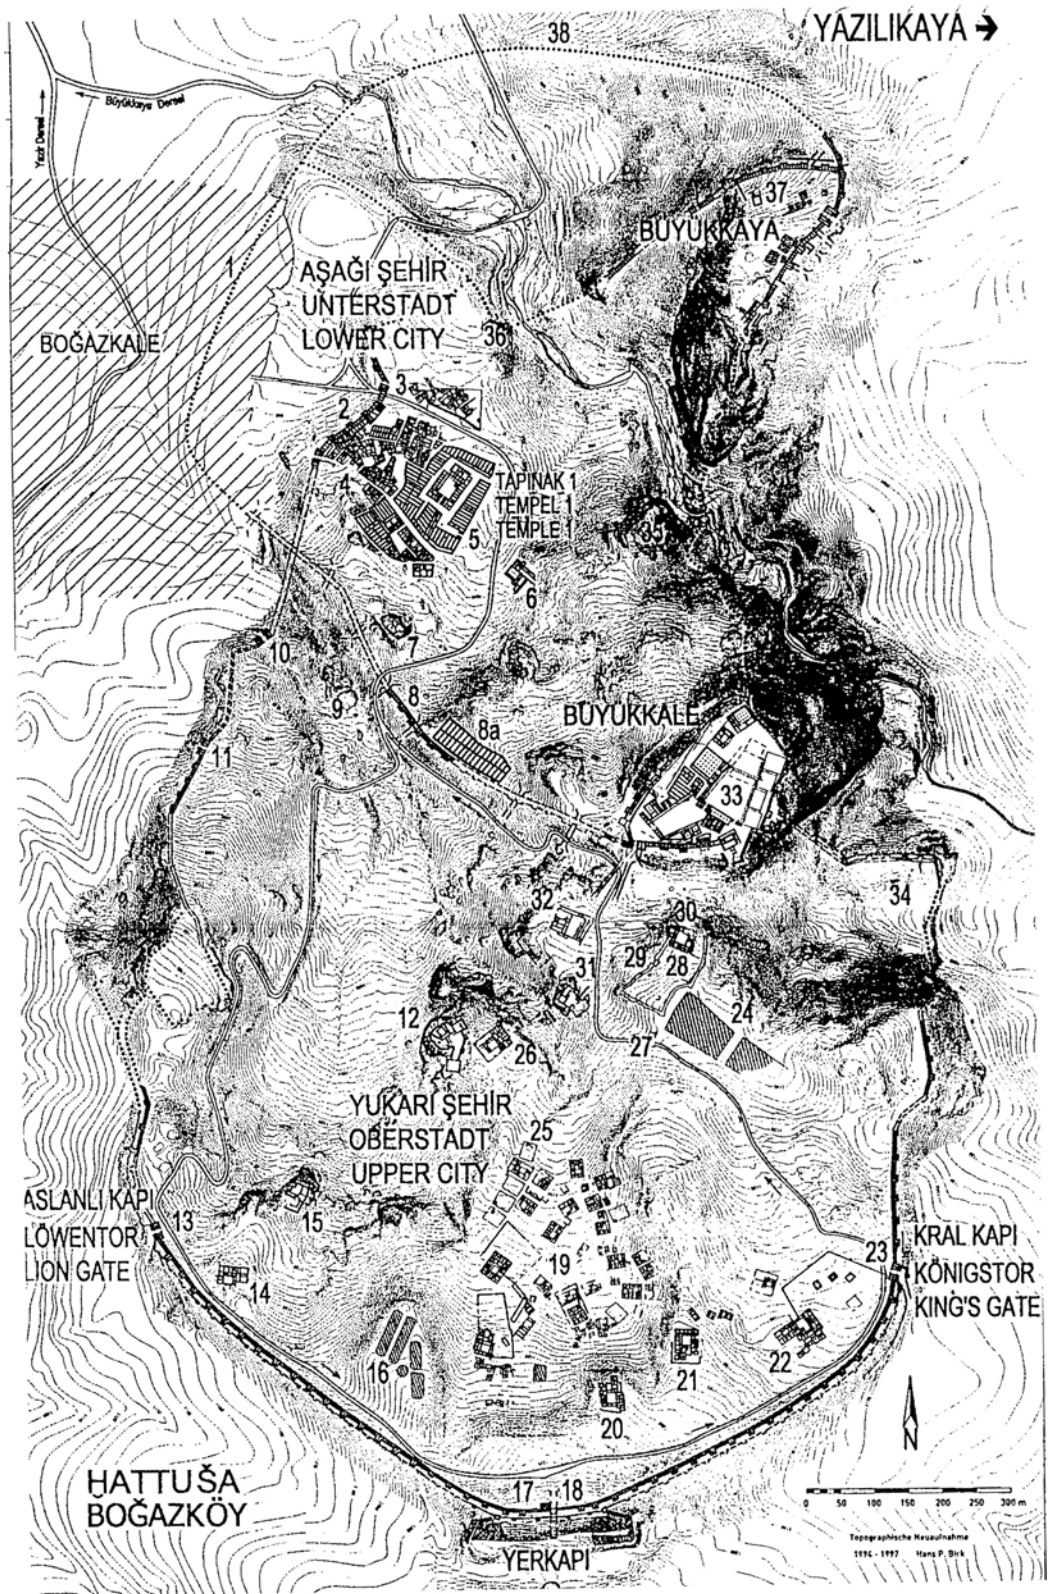 38
YAZILIKAYA →
Büyükkaya Deresi
Yazır Deresi
37
BÜYÜKKAYA
1
AŞAĞI ŞEHİR
UNTERSTADT
LOWER CITY
BOĞAZKALE
36
3
2
4
TAPINAK 1
TEMPEL 1
TEMPLE 1
5
35
6
7
10
9
8
8a
BÜYÜKKALE
11
33
32
34
30
29
28
31
24
12
26
27
YUKARI ŞEHİR
OBERSTADT
UPPER CITY
25
ASLANLI KAPI
LÖWENTOR
LION GATE
13
15
14
19
23
KRAL KAPI
KÖNIGSTOR
KING'S GATE
16
22
21
20
N
ḪATTUŠA
BOĞAZKÖY
17
18
YERKAPI
0 50 100 150 200 300 m
Topographische Neuaufnahme
1994 - 1997 Hans P. Birk